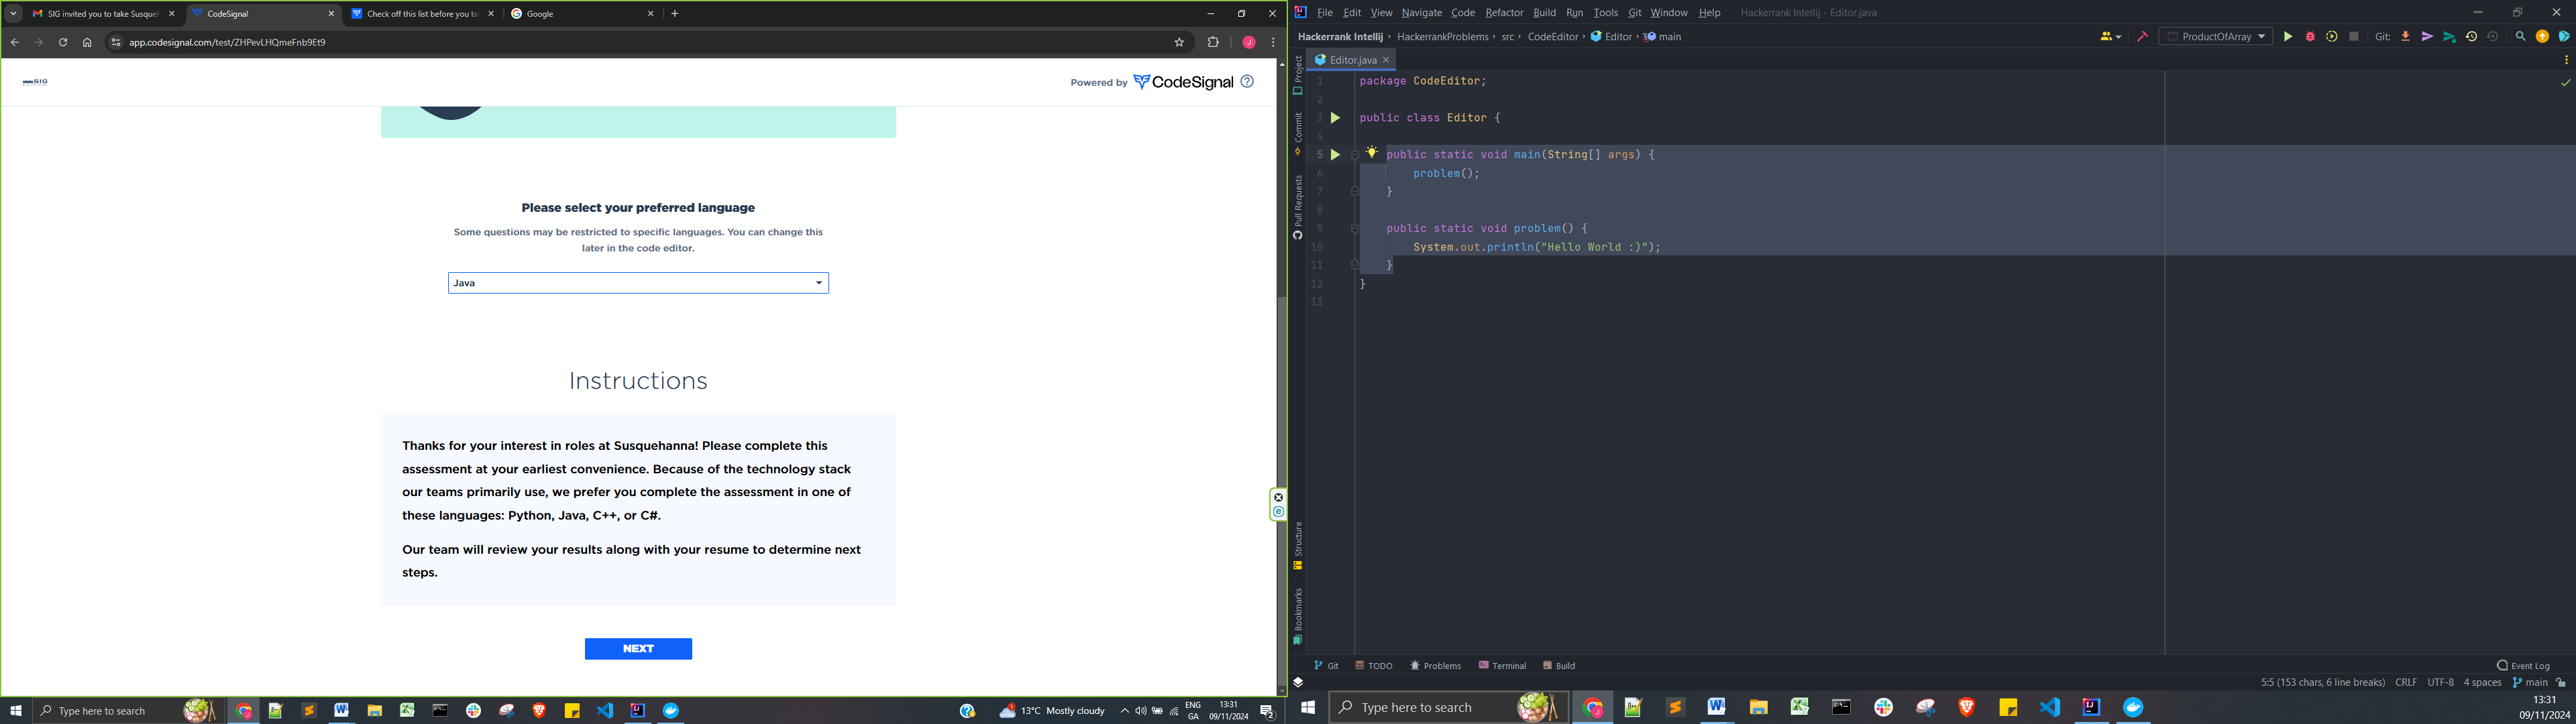 SIG invited you to take Susqueh
CodeSignal
Check off this list before you ta
Google
app.codesignal.com/test/ZHPevLHQmeFnb9Et9
J
SIG
Powered by CodeSignal
Please select your preferred language
Some questions may be restricted to specific languages. You can change this
later in the code editor.
Java
Instructions
Thanks for your interest in roles at Susquehanna! Please complete this
assessment at your earliest convenience. Because of the technology stack
our teams primarily use, we prefer you complete the assessment in one of
these languages: Python, Java, C++, or C#.
Our team will review your results along with your resume to determine next
steps.
NEXT
Type here to search
13°C Mostly cloudy
ENG
GA
13:31
09/11/2024
2
File Edit View Navigate Code Refactor Build Run Tools Git Window Help Hackerrank Intellij - Editor.java
Hackerrank Intellij HackerrankProblems src CodeEditor Editor main
ProductOfArray
Git:
Editor.java
Project
Commit
Pull Requests
Structure
Bookmarks
1 package CodeEditor;
2
3 public class Editor {
4
5 public static void main(String[] args) {
6 problem();
7 }
8
9 public static void problem() {
10 System.out.println("Hello World :)");
11 }
12 }
13
Git TODO Problems Terminal Build
Event Log
5:5 (153 chars, 6 line breaks) CRLF UTF-8 4 spaces main
Type here to search
13:31
09/11/2024